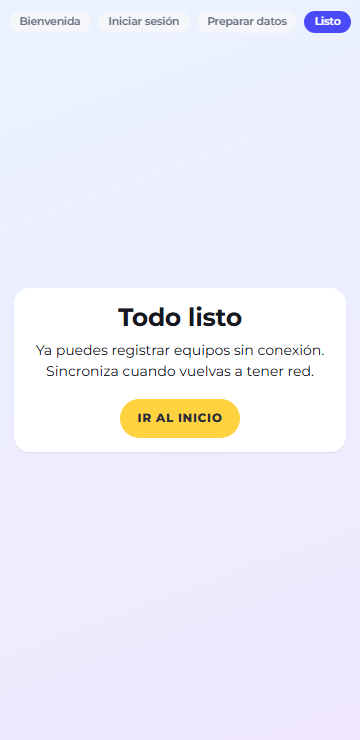 Bienvenida Iniciar sesión Preparar datos Listo
Todo listo
Ya puedes registrar equipos sin conexión.
Sincroniza cuando vuelvas a tener red.
IR AL INICIO